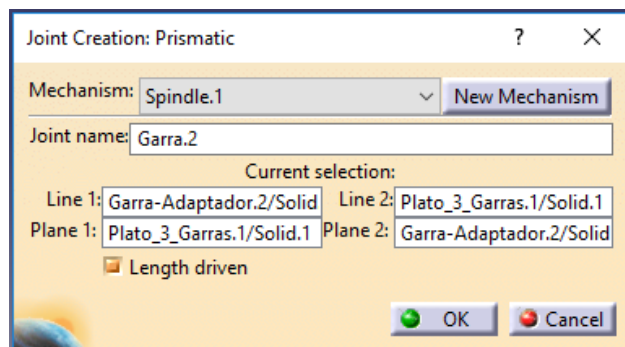 Joint Creation: Prismatic ?
Mechanism: Spindle.1 New Mechanism
Joint name: Garra.2
Current selection:
Line 1: Garra-Adaptador.2/Solid Line 2: Plato_3_Garras.1/Solid.1
Plane 1: Plato_3_Garras.1/Solid.1 Plane 2: Garra-Adaptador.2/Solid
Length driven
OK Cancel